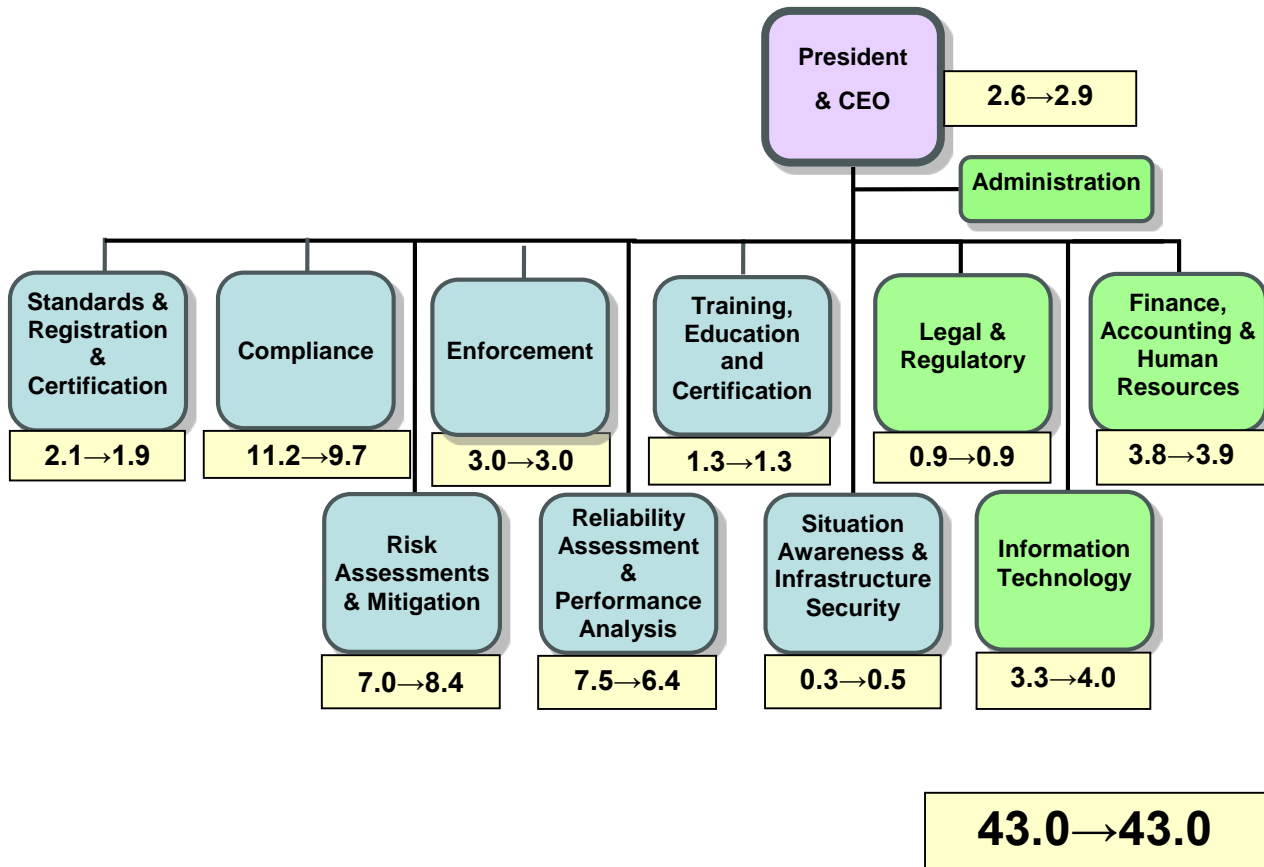 President
& CEO
2.6→2.9
Administration
Standards &
Registration
&
Certification
2.1→1.9
Compliance
11.2→9.7
Enforcement
3.0→3.0
Training,
Education
and
Certification
1.3→1.3
Legal &
Regulatory
0.9→0.9
Finance,
Accounting &
Human
Resources
3.8→3.9
Risk
Assessments
& Mitigation
7.0→8.4
Reliability
Assessment
&
Performance
Analysis
7.5→6.4
Situation
Awareness &
Infrastructure
Security
0.3→0.5
Information
Technology
3.3→4.0
43.0→43.0